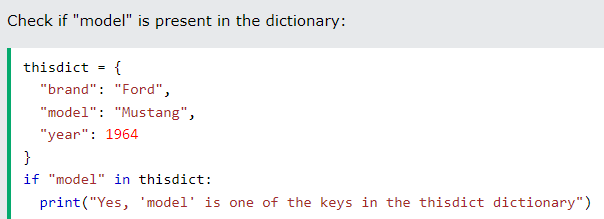 Check if "model" is present in the dictionary:
thisdict = {
  "brand": "Ford",
  "model": "Mustang",
  "year": 1964
}
if "model" in thisdict:
  print("Yes, 'model' is one of the keys in the thisdict dictionary")